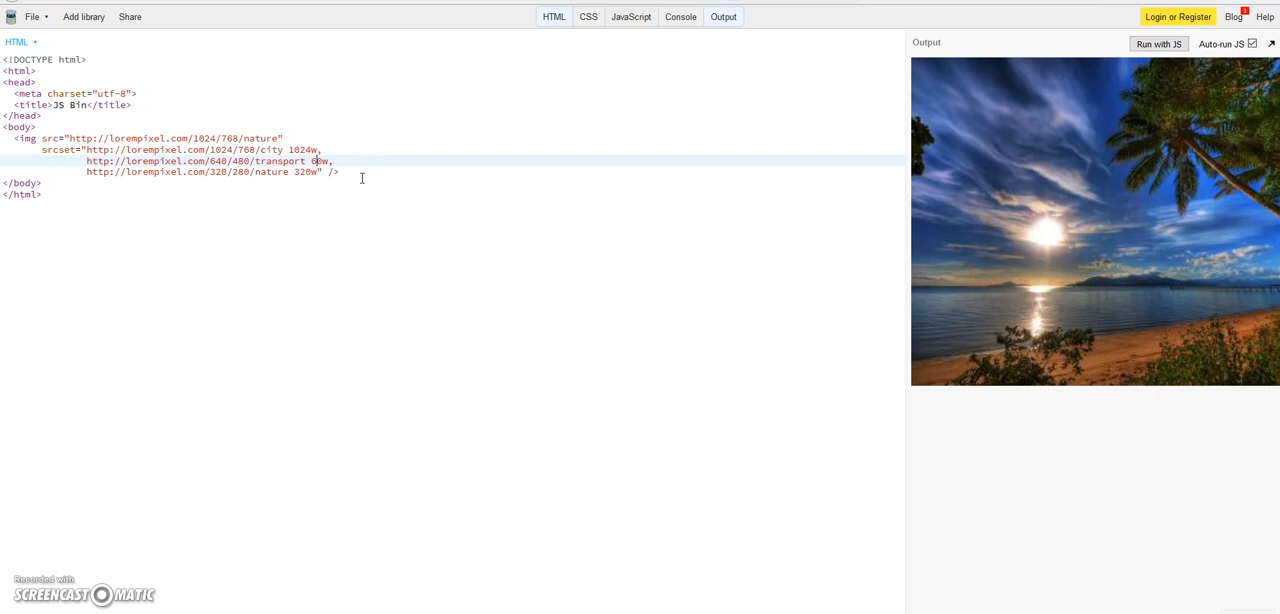 File ▾ Add library Share HTML CSS JavaScript Console Output Login or Register Blog 1 Help
HTML ▾ Output Run with JS Auto-run JS
<!DOCTYPE html>
<html>
<head>
<meta charset="utf-8">
<title>JS Bin</title>
</head>
<body>
<img src="http://lorempixel.com/1024/768/nature"
srcset="http://lorempixel.com/1024/768/city 1024w,
http://lorempixel.com/640/480/transport 60w,
http://lorempixel.com/320/280/nature 320w" />
</body>
</html>
Recorded with
SCREENCAST O MATIC